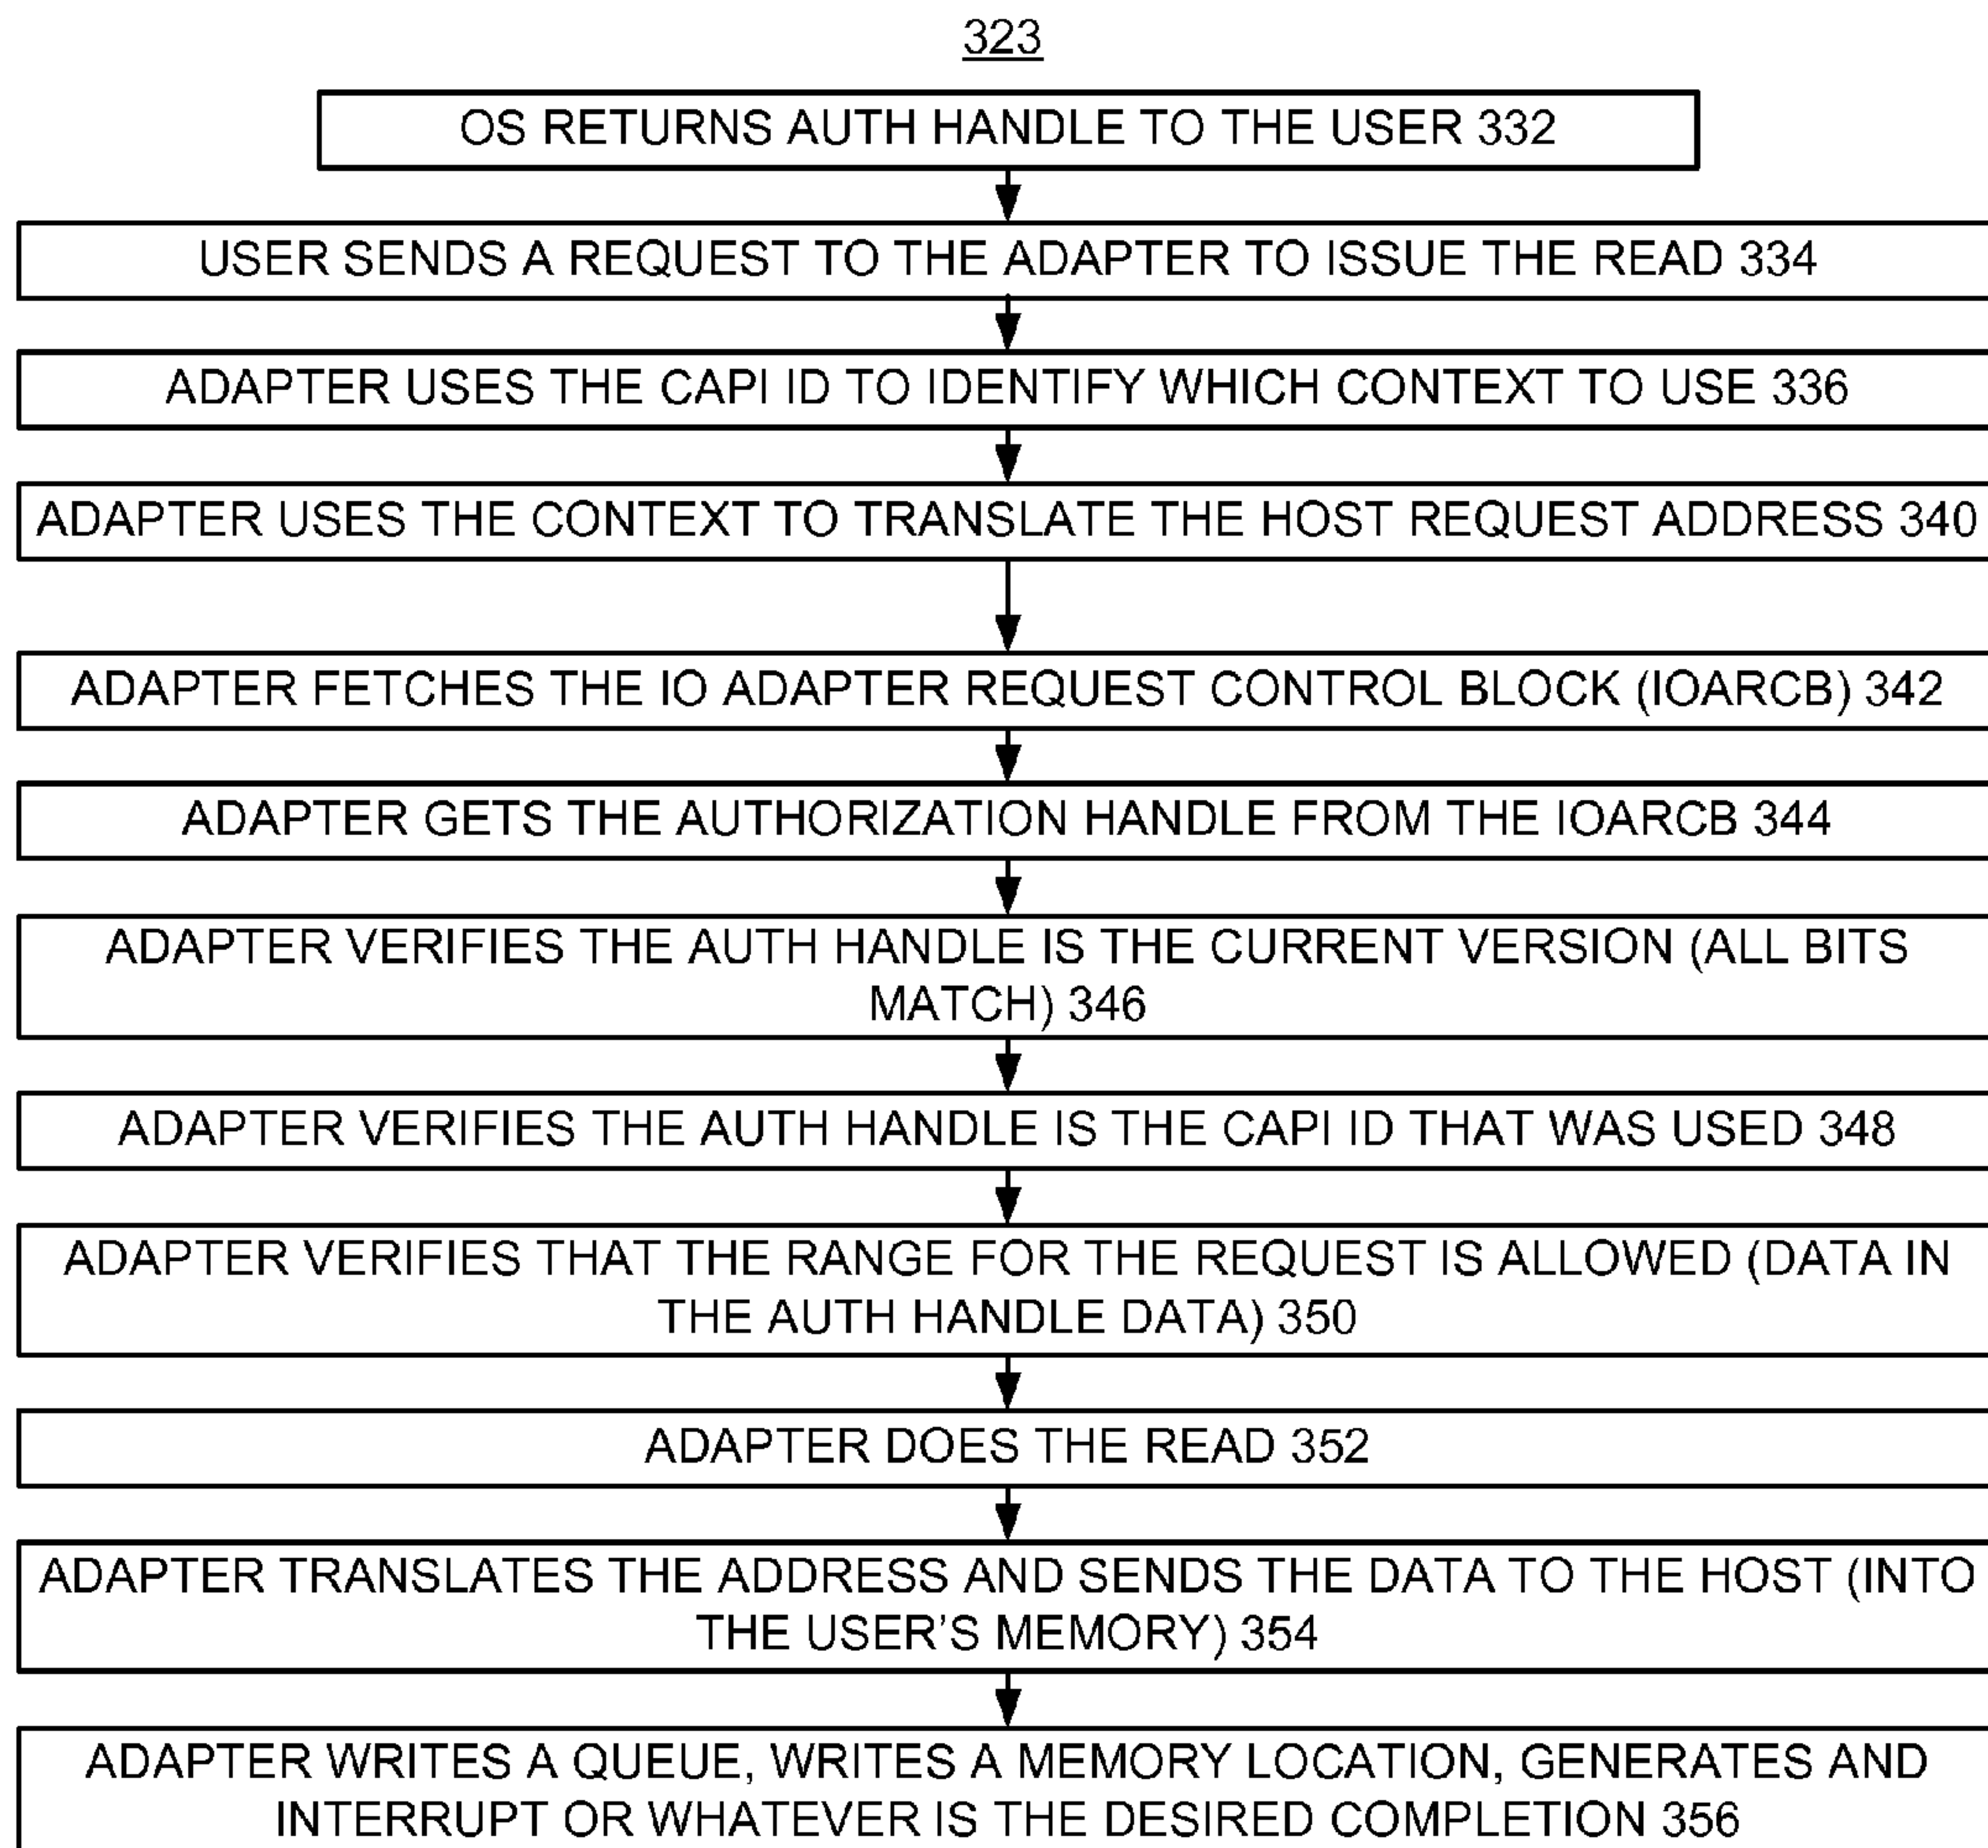 323
OS RETURNS AUTH HANDLE TO THE USER 332
USER SENDS A REQUEST TO THE ADAPTER TO ISSUE THE READ 334
ADAPTER USES THE CAPI ID TO IDENTIFY WHICH CONTEXT TO USE 336
ADAPTER USES THE CONTEXT TO TRANSLATE THE HOST REQUEST ADDRESS 340
ADAPTER FETCHES THE IO ADAPTER REQUEST CONTROL BLOCK (IOARCB) 342
ADAPTER GETS THE AUTHORIZATION HANDLE FROM THE IOARCB 344
ADAPTER VERIFIES THE AUTH HANDLE IS THE CURRENT VERSION (ALL BITS
MATCH) 346
ADAPTER VERIFIES THE AUTH HANDLE IS THE CAPI ID THAT WAS USED 348
ADAPTER VERIFIES THAT THE RANGE FOR THE REQUEST IS ALLOWED (DATA IN
THE AUTH HANDLE DATA) 350
ADAPTER DOES THE READ 352
ADAPTER TRANSLATES THE ADDRESS AND SENDS THE DATA TO THE HOST (INTO
THE USER'S MEMORY) 354
ADAPTER WRITES A QUEUE, WRITES A MEMORY LOCATION, GENERATES AND
INTERRUPT OR WHATEVER IS THE DESIRED COMPLETION 356